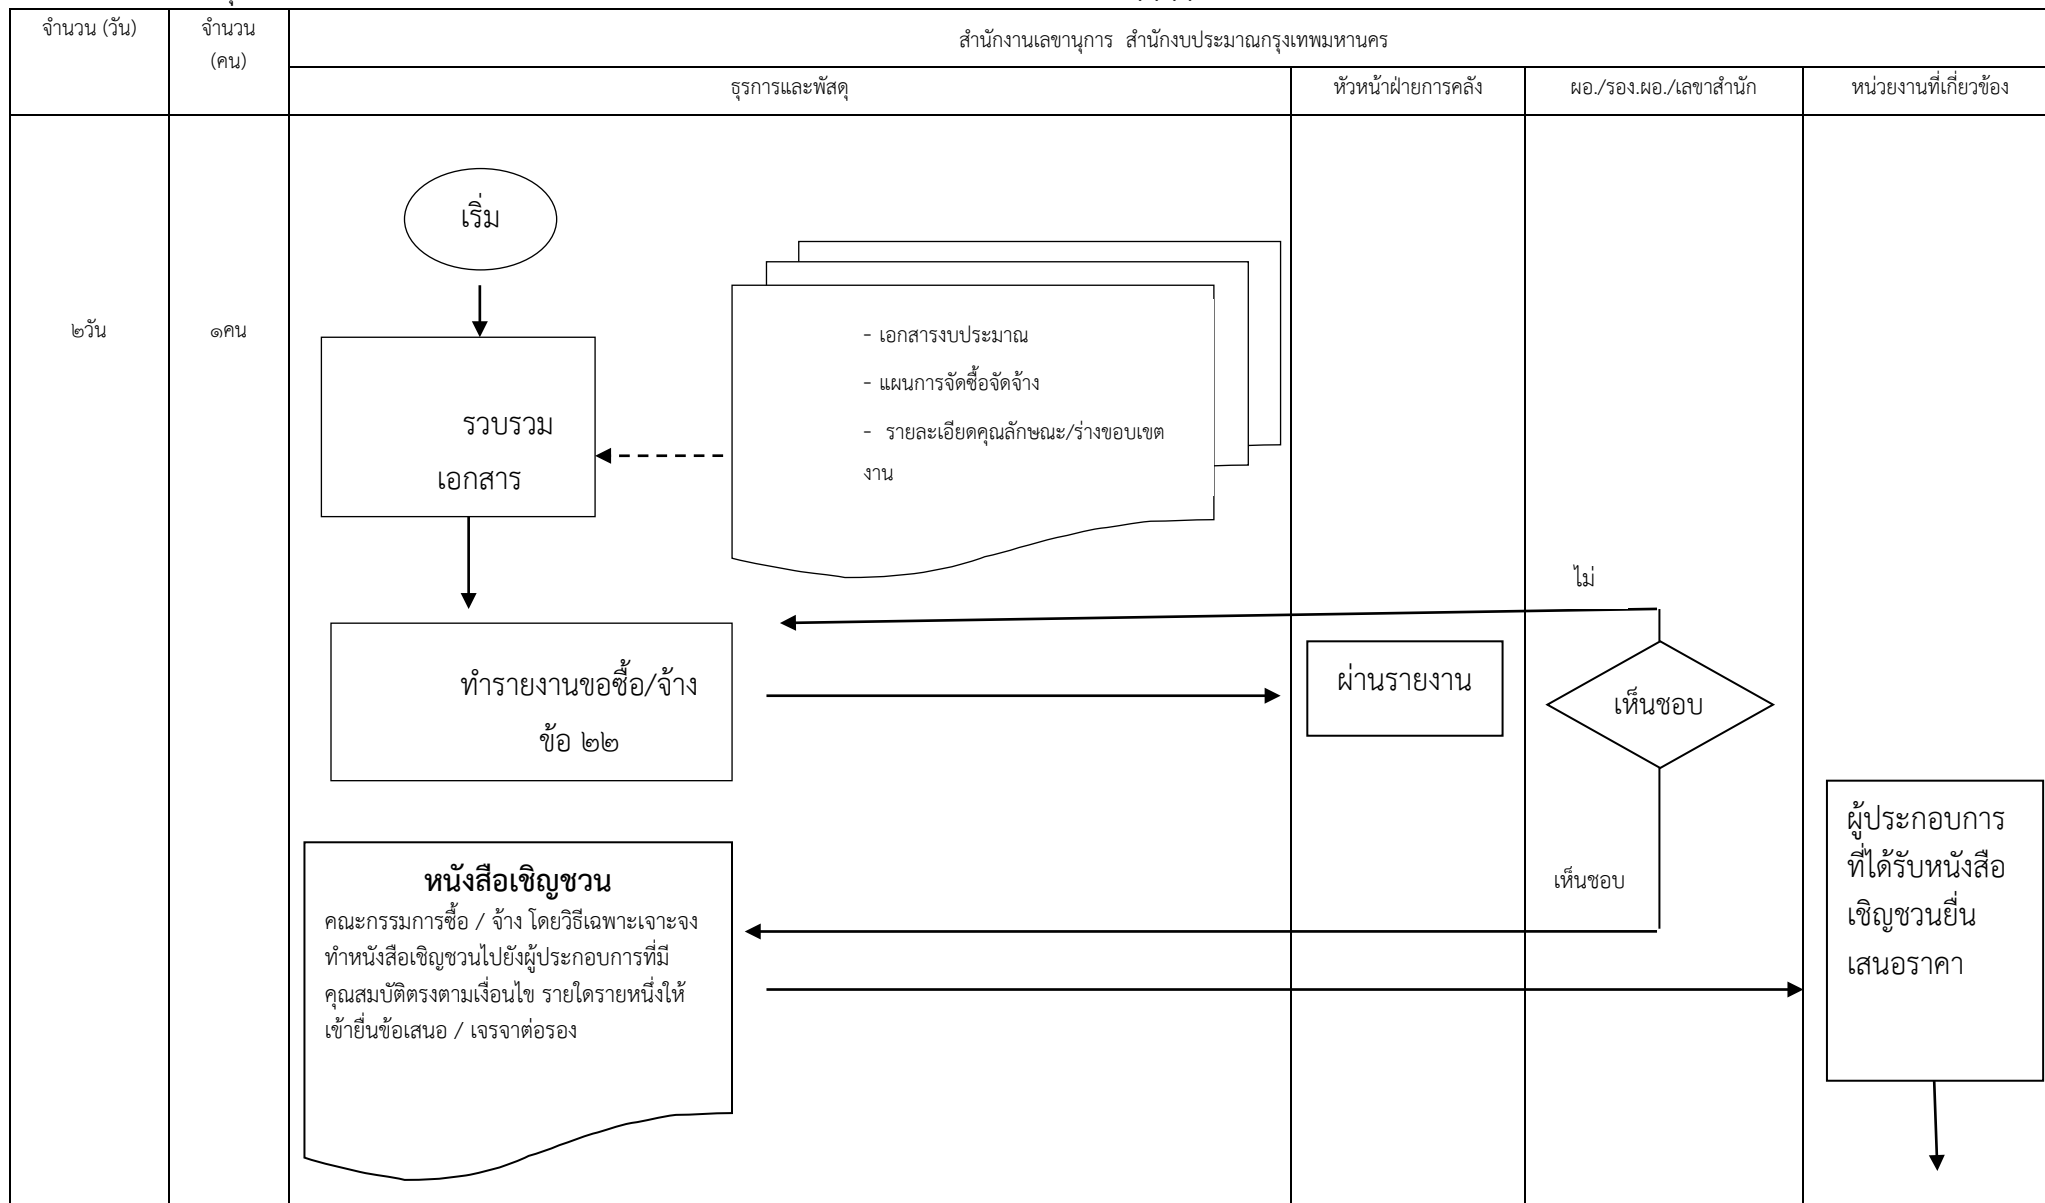 จำนวน (วัน)
จำนวน
(คน)
สำนักงานเลขานุการ สำนักงบประมาณกรุงเทพมหานคร
ธุรการและพัสดุ
หัวหน้าฝ่ายการคลัง
ผอ./รอง.ผอ./เลขาสำนัก
หน่วยงานที่เกี่ยวข้อง
เริ่ม
๒วัน
๑คน
- เอกสารงบประมาณ
- แผนการจัดซื้อจัดจ้าง
- รายละเอียดคุณลักษณะ/ร่างขอบเขต
งาน
รวบรวม
เอกสาร
ไม่
ทำรายงานขอซื้อ/จ้าง
ข้อ ๒๒
ผ่านรายงาน
เห็นชอบ
เห็นชอบ
หนังสือเชิญชวน
คณะกรรมการซื้อ / จ้าง โดยวิธีเฉพาะเจาะจง
ทำหนังสือเชิญชวนไปยังผู้ประกอบการที่มี
คุณสมบัติตรงตามเงื่อนไข รายใดรายหนึ่งให้
เข้ายื่นข้อเสนอ / เจรจาต่อรอง
ผู้ประกอบการ
ที่ได้รับหนังสือ
เชิญชวนยื่น
เสนอราคา